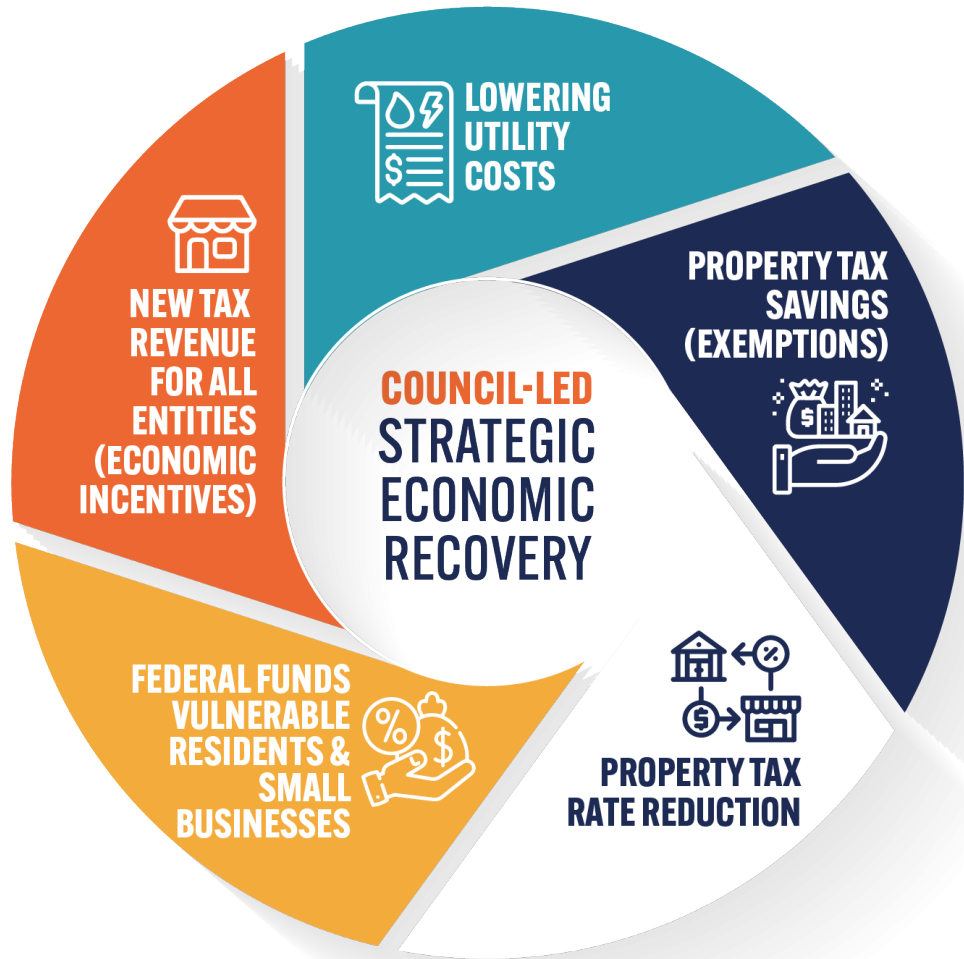 LOWERING
UTILITY
COSTS
PROPERTY TAX
SAVINGS
(EXEMPTIONS)
$
NEW TAX
REVENUE
FOR ALL
ENTITIES
(ECONOMIC
INCENTIVES)
COUNCIL-LED
STRATEGIC
ECONOMIC
RECOVERY
FEDERAL FUNDS
VULNERABLE
RESIDENTS &
SMALL
BUSINESSES
%
$
%
$
PROPERTY TAX
RATE REDUCTION
$